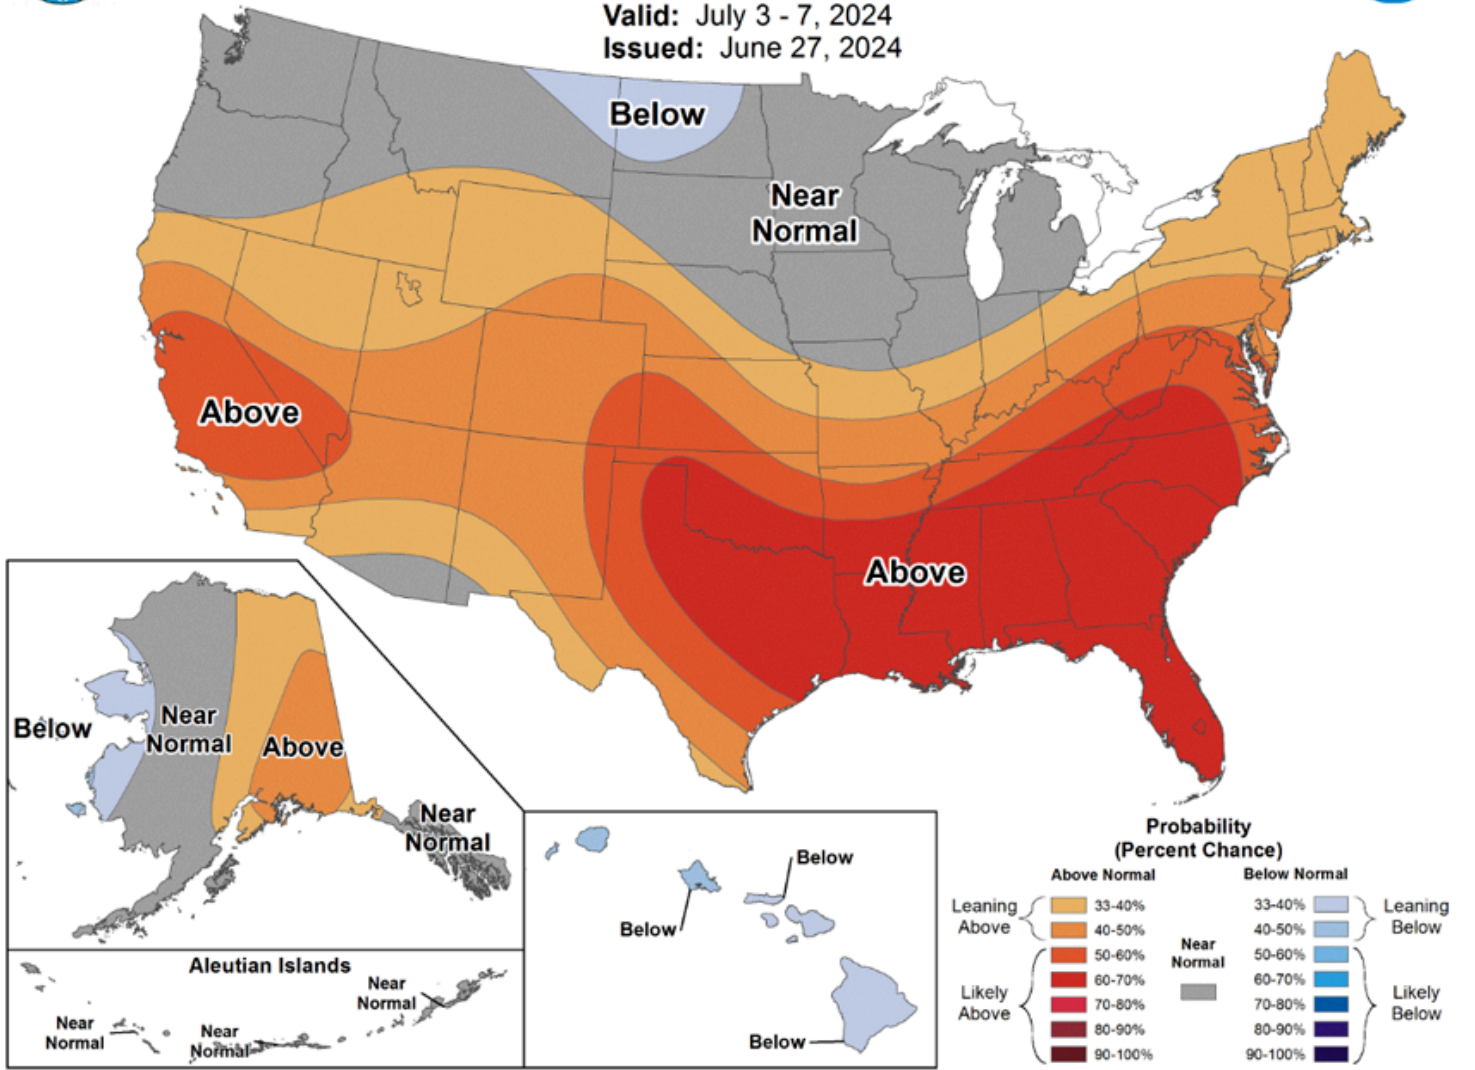 Valid: July 3 - 7, 2024
Issued: June 27, 2024
Below
Near
Normal
Above
Above
Below
Near
Normal
Above
Near
Normal
Aleutian Islands
Near
Normal
Near
Normal
Near
Normal
Below
Below
Below
Probability
(Percent Chance)
Above Normal
Below Normal
Leaning
Above
33-40%
40-50%
Likely
Above
50-60%
60-70%
70-80%
80-90%
90-100%
Near
Normal
33-40%
40-50%
Leaning
Below
50-60%
60-70%
70-80%
80-90%
90-100%
Likely
Below